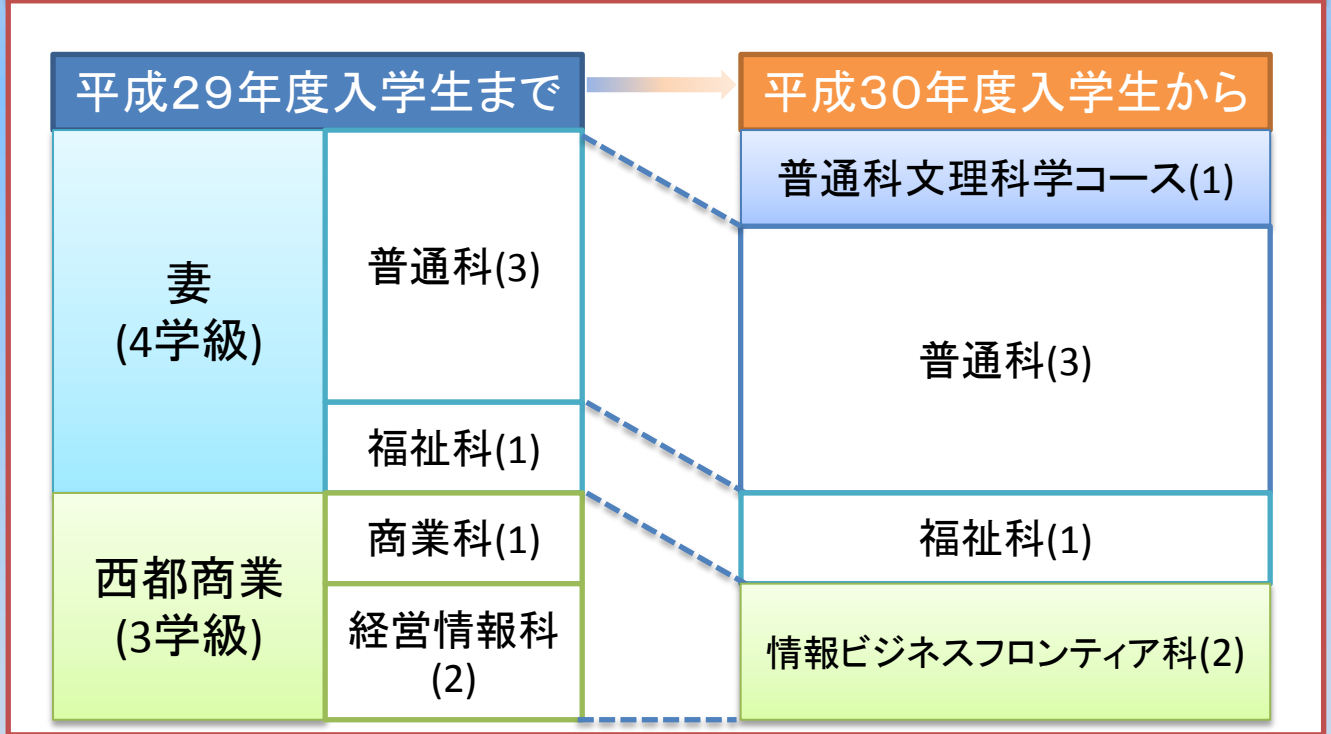 平成２９年度入学生まで
平成３０年度入学生から
妻
(4学級)
普通科(3)
福祉科(1)
西都商業
(3学級)
商業科(1)
経営情報科
(2)
普通科文理科学コース(1)
普通科(3)
福祉科(1)
情報ビジネスフロンティア科(2)